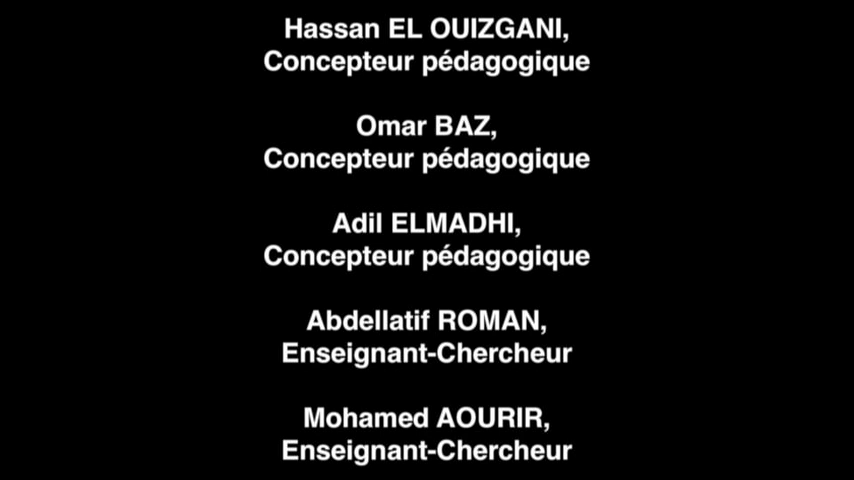 Hassan EL OUIZGANI,
Concepteur pédagogique
Omar BAZ,
Concepteur pédagogique
Adil ELMADHI,
Concepteur pédagogique
Abdellatif ROMAN,
Enseignant-Chercheur
Mohamed AOURIR,
Enseignant-Chercheur